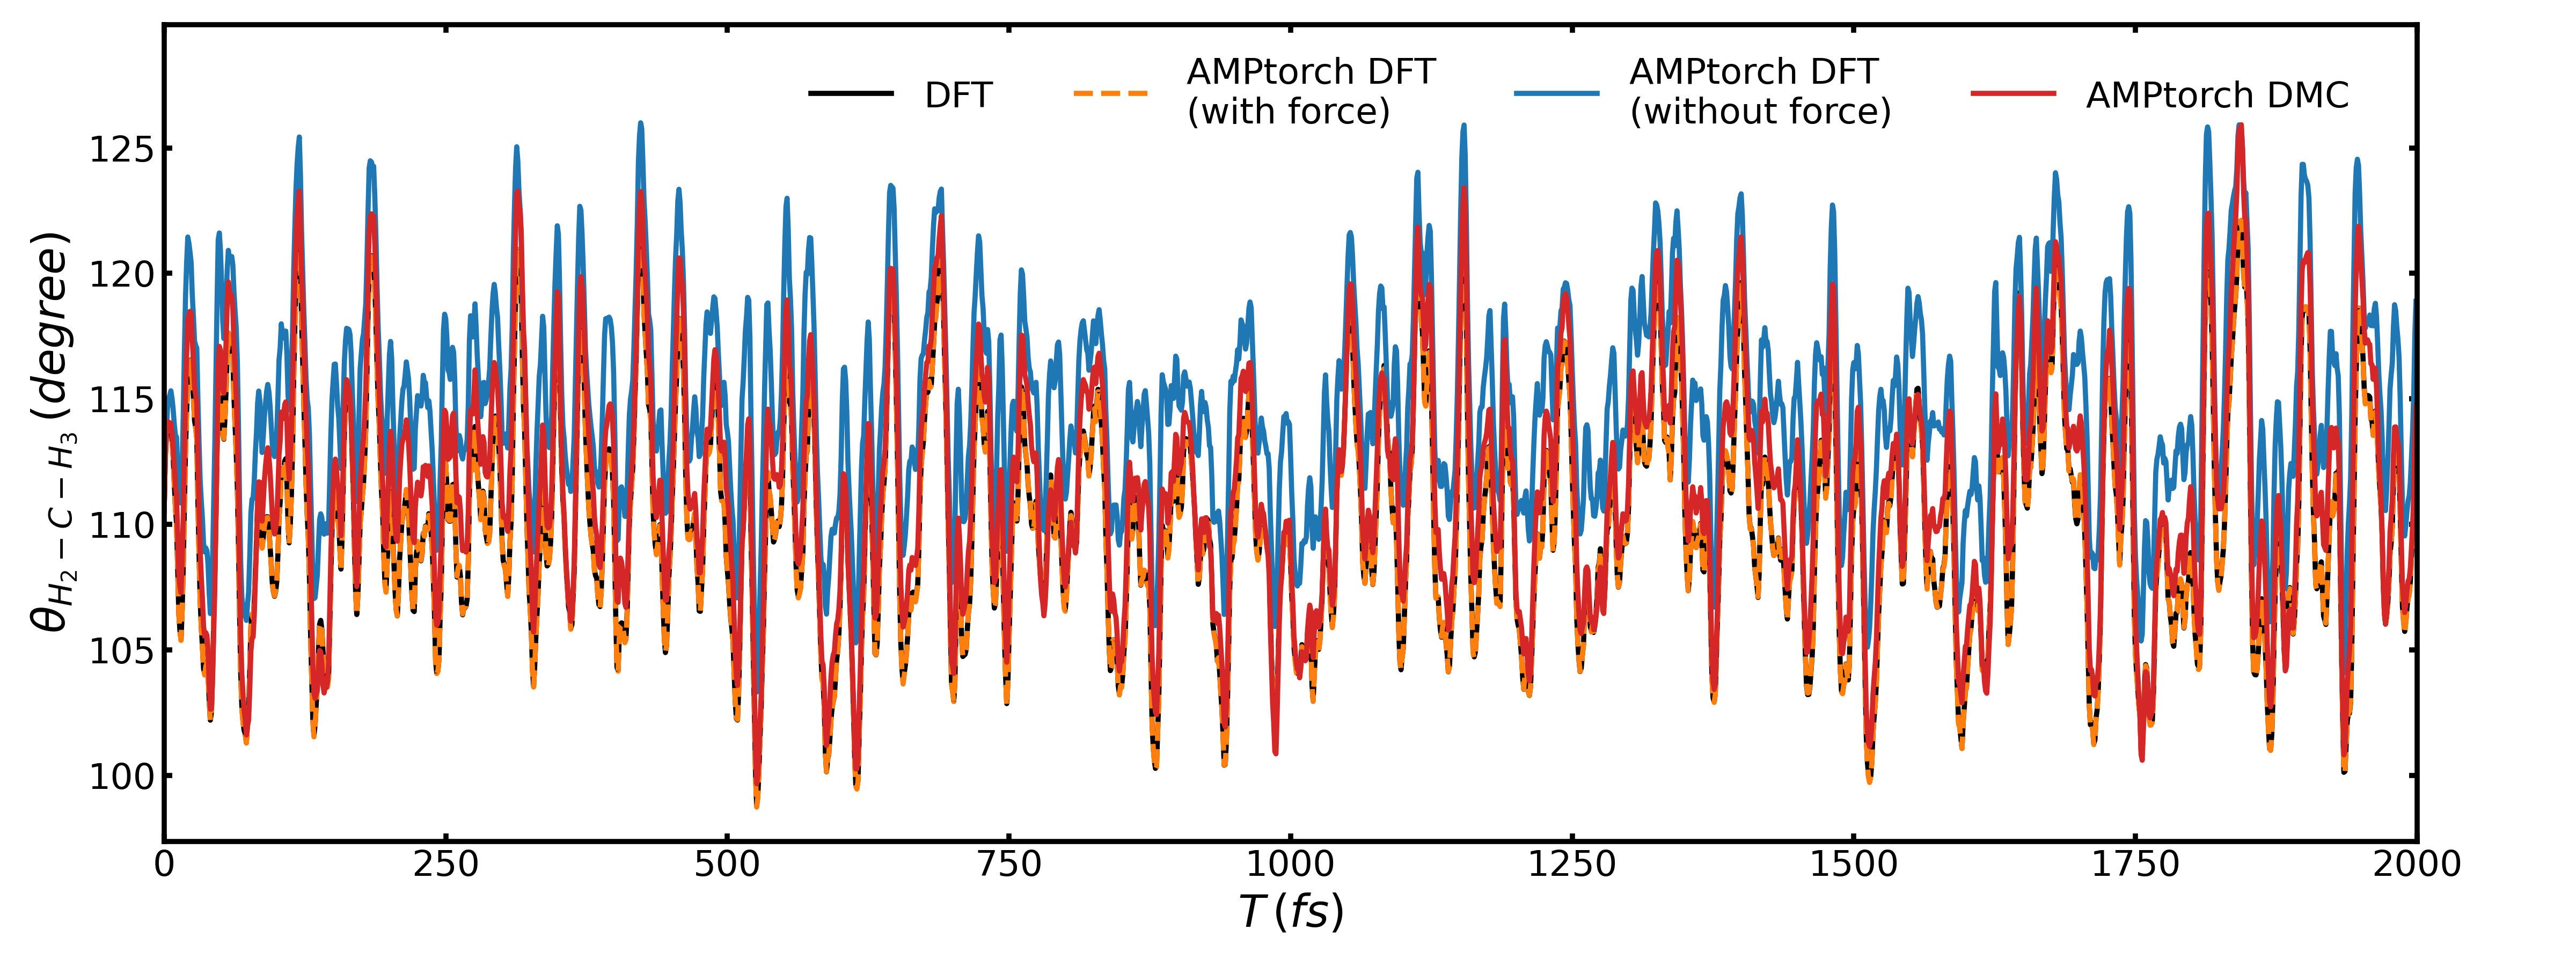 DFT
AMPtorch DFT
(with force)
AMPtorch DFT
(without force)
AMPtorch DMC
125
120
115
110
105
100
θ_{H_2 - C - H_3} (degree)
0 250 500 750 1000 1250 1500 1750 2000
T (fs)